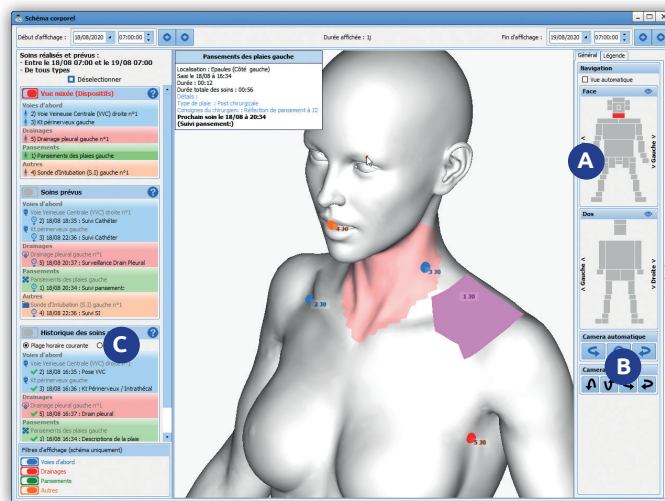 Schéma corporel
Début d'affichage : 18/08/2020 07:00:00
Durée affichée : 1j
Fin d'affichage : 19/08/2020 07:00:00
Soins réalisés et prévus :
- Entre le 18/08 07:00 et le 19/08 07:00
- De tous types
Désélectionner
Vue mixée (Dispositifs) ?
Voies d'abord
2) Voie Veineuse Centrale (VVC) droite n°1
3) Kt périnerveux gauche
Drainages
5) Drainage pleural gauche n°1
Pansements
1) Pansements des plaies gauche
Autres
4) Sonde d'Intubation (S.I) gauche n°1
Soins prévus ?
Voies d'abord
Voie Veineuse Centrale (VVC) droite n°1
2) 18/08 18:35 : Suivi Cathéter
Kt périnerveux gauche
3) 18/08 22:36 : Suivi Cathéter
Drainages
Drainage pleural gauche n°1
5) 18/08 20:37 : Surveillance Drain Pleural
Pansements
Pansements des plaies gauche
1) 18/08 20:34 : Suivi pansement:
Autres
Sonde d'Intubation (S.I) gauche n°1
4) 18/08 22:36 : Suivi SI
Historique des soins ?
C
Plage horaire courante
Voies d'abord
Voie Veineuse Centrale (VVC) droite n°1
2) 18/08 16:35 : Pose VVC
Kt périnerveux gauche
3) 18/08 16:36 : Kt Périnerveux / Intrathécal
Drainages
Drainage pleural gauche n°1
5) 18/08 16:37 : Drain pleural
Pansements
Pansements des plaies gauche
1) 18/08 16:34 : Descriptions de la plaie
Filtres d'affichage (schéma uniquement)
Voies d'abord
Drainages
Pansements
Autres
Pansements des plaies gauche
Localisation : Epaules (Côté gauche)
Saisi le 18/08 à 16:34
Durée : 00:12
Durée totale des soins : 00:56
Détails :
Type de plaie : Post chirurgicale
Consignes du chirurgien : Réfection de pansement à J2
Prochain soin le 18/08 à 20:34
(Suivi pansement:)
4 J0
3 J0
2 J0
1 J0
5 J0
Général Légende
Navigation
Vue automatique
Face
A
< Gauche >
Dos
< Gauche <
> Droite >
Camera automatique
B
Camera